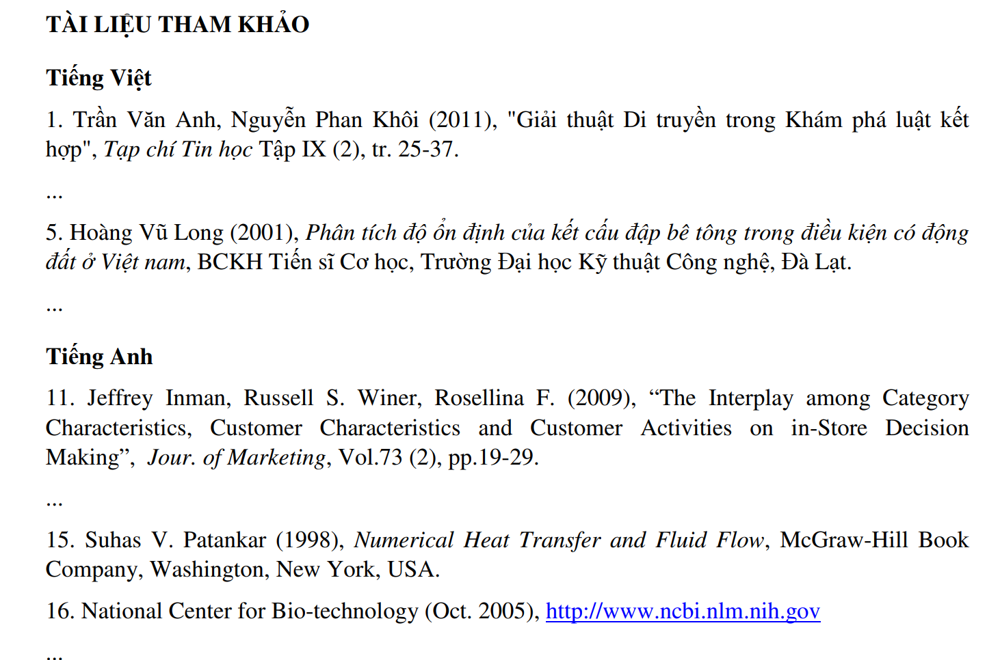 TÀI LIỆU THAM KHẢO
Tiếng Việt
1. Trần Văn Anh, Nguyễn Phan Khôi (2011), "Giải thuật Di truyền trong Khám phá luật kết
hợp", Tạp chí Tin học Tập IX (2), tr. 25-37.
...
5. Hoàng Vũ Long (2001), Phân tích độ ổn định của kết cấu đập bê tông trong điều kiện có động
đất ở Việt nam, BCKH Tiến sĩ Cơ học, Trường Đại học Kỹ thuật Công nghệ, Đà Lạt.
...
Tiếng Anh
11. Jeffrey Inman, Russell S. Winer, Rosellina F. (2009), “The Interplay among Category
Characteristics, Customer Characteristics and Customer Activities on in-Store Decision
Making”, Jour. of Marketing, Vol.73 (2), pp.19-29.
...
15. Suhas V. Patankar (1998), Numerical Heat Transfer and Fluid Flow, McGraw-Hill Book
Company, Washington, New York, USA.
16. National Center for Bio-technology (Oct. 2005), http://www.ncbi.nlm.nih.gov
...